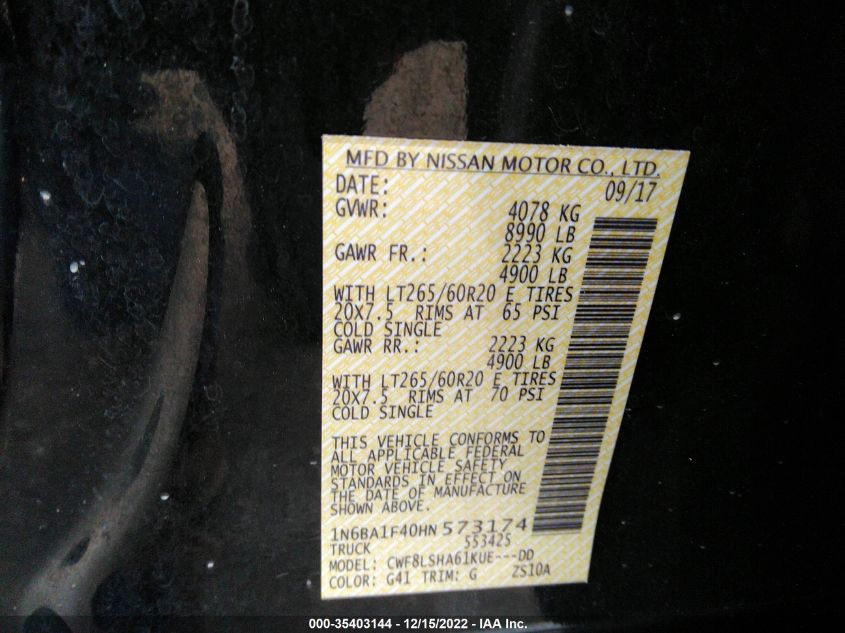 MFD BY NISSAN MOTOR CO., LTD.
DATE: 09/17
GVWR: 4078 KG
8990 LB
GAWR FR.: 2223 KG
4900 LB
WITH LT265/60R20 E TIRES
20X7.5 RIMS AT 65 PSI
COLD SINGLE
GAWR RR.: 2223 KG
4900 LB
WITH LT265/60R20 E TIRES
20X7.5 RIMS AT 70 PSI
COLD SINGLE
THIS VEHICLE CONFORMS TO
ALL APPLICABLE FEDERAL
MOTOR VEHICLE SAFETY
STANDARDS IN EFFECT ON
THE DATE OF MANUFACTURE
SHOWN ABOVE.
1N6BA1F40HN573174
TRUCK 553425
MODEL: CWF8LSHA61KUE---DD
COLOR: G41 TRIM: G ZS10A
000-35403144 - 12/15/2022 - IAA Inc.